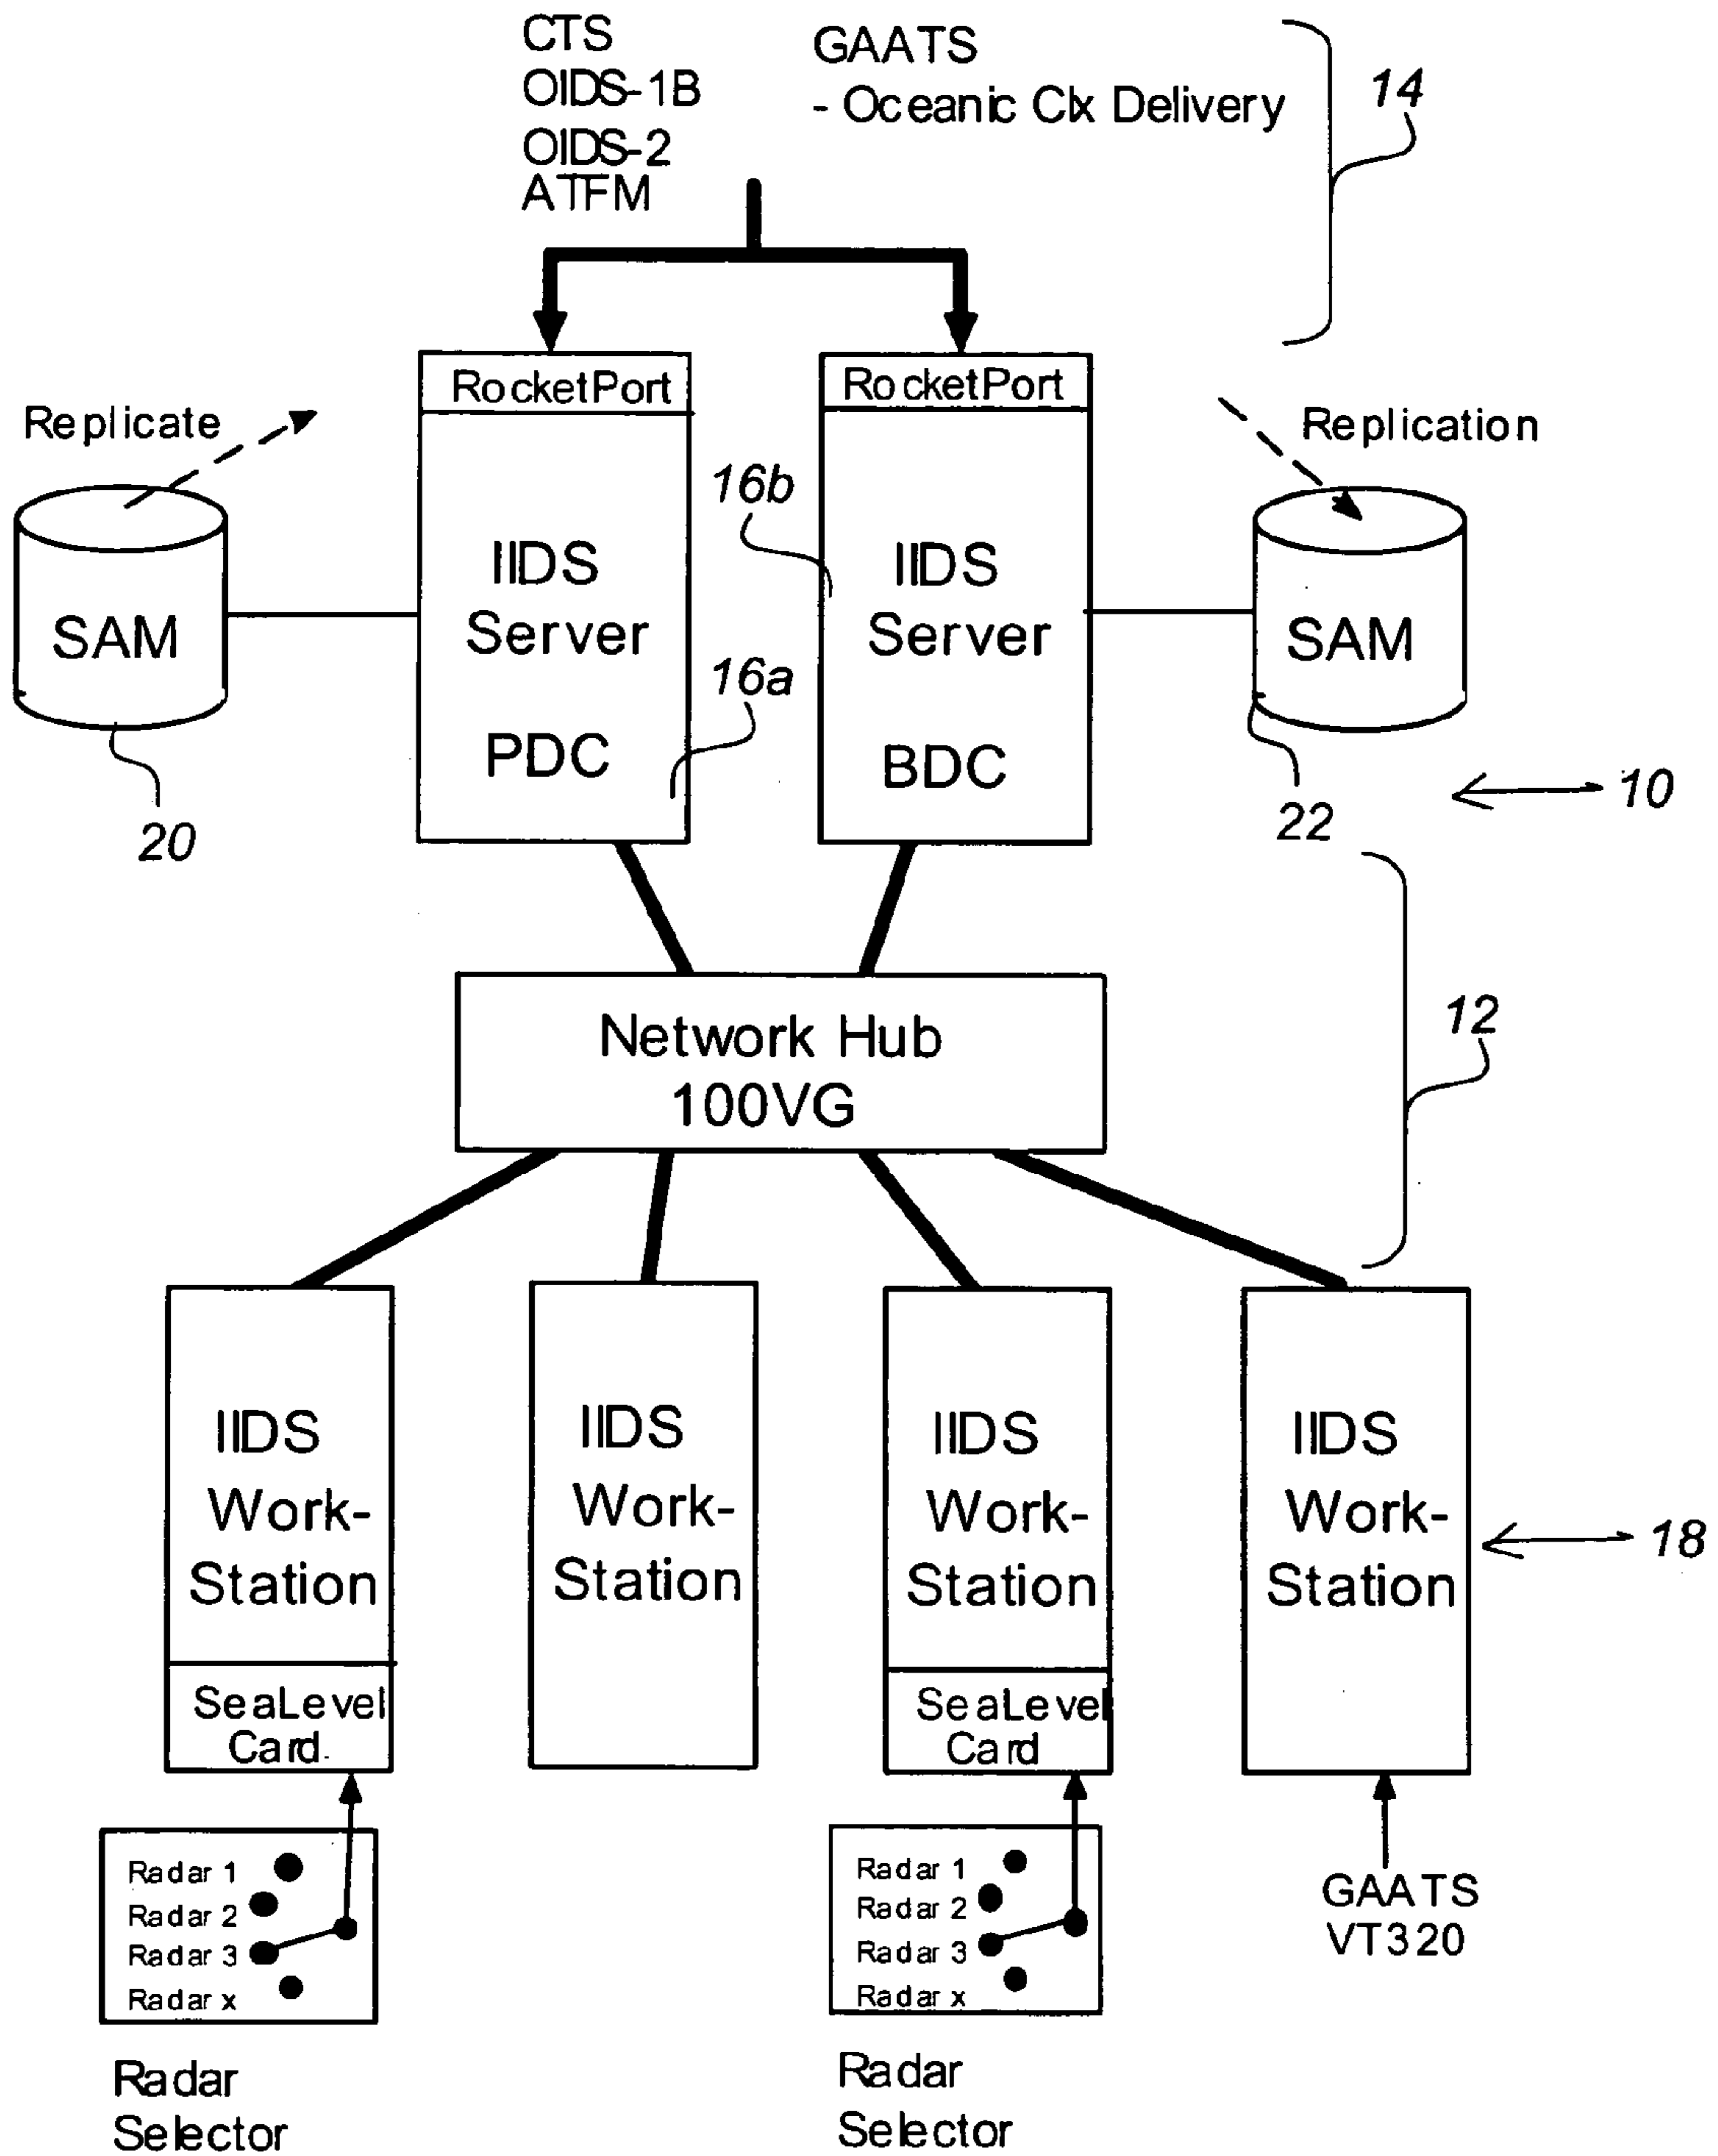 CTS
OIDS-1B
OIDS-2
ATFM
GAATS
- Oceanic Clx Delivery
14
RocketPort
RocketPort
Replicate
Replication
16b
IIDS
Server
PDC
IIDS
Server
BDC
SAM
SAM
16a
10
20
22
Network Hub
100VG
12
IIDS
Work-
Station
IIDS
Work-
Station
IIDS
Work-
Station
IIDS
Work-
Station
18
SeaLevel
Card
SeaLevel
Card
Radar 1
Radar 2
Radar 3
Radar x
Radar 1
Radar 2
Radar 3
Radar x
GAATS
VT320
Radar
Selector
Radar
Selector